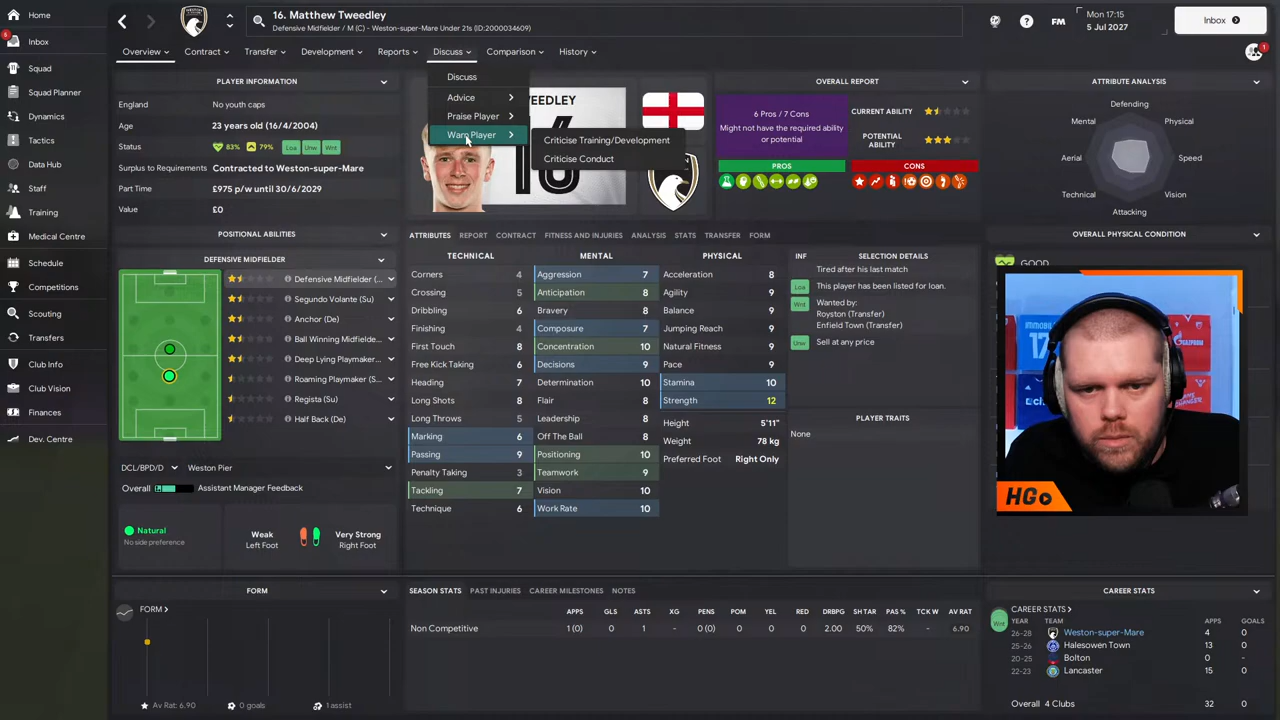 Home
Inbox
6
Squad
Squad Planner
Dynamics
Tactics
Data Hub
Staff
Training
Medical Centre
Schedule
Competitions
Scouting
Transfers
Club Info
Club Vision
Finances
Dev. Centre
16. Matthew Tweedley
Defensive Midfielder / M (C) - Weston-super-Mare Under 21s (ID:2000034609)
FM
Mon 17:15
5 Jul 2027
Inbox
Overview
Contract
Transfer
Development
Reports
Discuss
Comparison
History
1
Discuss
Advice
Praise Player
Warn Player
Criticise Training/Development
Criticise Conduct
PLAYER INFORMATION
England
No youth caps
Age
23 years old (16/4/2004)
Status
83%
79%
Loa
Unw
Wnt
Surplus to Requirements
Contracted to Weston-super-Mare
Part Time
£975 p/w until 30/6/2029
Value
£0
WEEDLEY
16
OVERALL REPORT
6 Pros / 7 Cons
Might not have the required ability or
CURRENT ABILITY
POTENTIAL ABILITY
PROS
CONS
ATTRIBUTE ANALYSIS
Defending
Mental
Physical
Aerial
Speed
Technical
Vision
Attacking
POSITIONAL ABILITIES
DEFENSIVE MIDFIELDER
Defensive Midfielder (...
Segundo Volante (Su)
Anchor (De)
Ball Winning Midfielde...
Deep Lying Playmaker...
Roaming Playmaker (S...
Regista (Su)
Half Back (De)
DCL/BPD/D
Weston Pier
Overall
Assistant Manager Feedback
Natural
No side preference
Weak
Left Foot
Very Strong
Right Foot
ATTRIBUTES
REPORT
CONTRACT
FITNESS AND INJURIES
ANALYSIS
STATS
TRANSFER
FORM
TECHNICAL
Corners 4
Crossing 5
Dribbling 6
Finishing 4
First Touch 8
Free Kick Taking 6
Heading 7
Long Shots 8
Long Throws 5
Marking 6
Passing 9
Penalty Taking 3
Tackling 7
Technique 6
MENTAL
Aggression 7
Anticipation 8
Bravery 8
Composure 7
Concentration 10
Decisions 9
Determination 10
Flair 8
Leadership 8
Off The Ball 8
Positioning 10
Teamwork 9
Vision 10
Work Rate 10
PHYSICAL
Acceleration 8
Agility 9
Balance 9
Jumping Reach 9
Natural Fitness 9
Pace 9
Stamina 10
Strength 12
Height 5'11"
Weight 78 kg
Preferred Foot Right Only
INF
SELECTION DETAILS
Tired after his last match
Loa
This player has been listed for loan.
Wnt
Wanted by:
Royston (Transfer)
Enfield Town (Transfer)
Unw
Sell at any price
PLAYER TRAITS
None
OVERALL PHYSICAL CONDITION
GOOD
HGo
FORM
FORM
Av Rat: 6.90
0 goals
1 assist
SEASON STATS
PAST INJURIES
CAREER MILESTONES
NOTES
APPS GLS ASTS XG PENS POM YEL RED DRBPG SH TAR PAS % TCK W AV RAT
Non Competitive 1 (0) 0 1 - 0 (0) 0 0 0 2.00 50% 82% - 6.90
CAREER STATS
Wnt
CAREER STATS
YEAR TEAM APPS GOALS
26-28 Weston-super-Mare 4 0
25-26 Halesowen Town 13 0
20-25 Bolton 0 -
22-23 Lancaster 15 0
Overall 4 Clubs 32 0